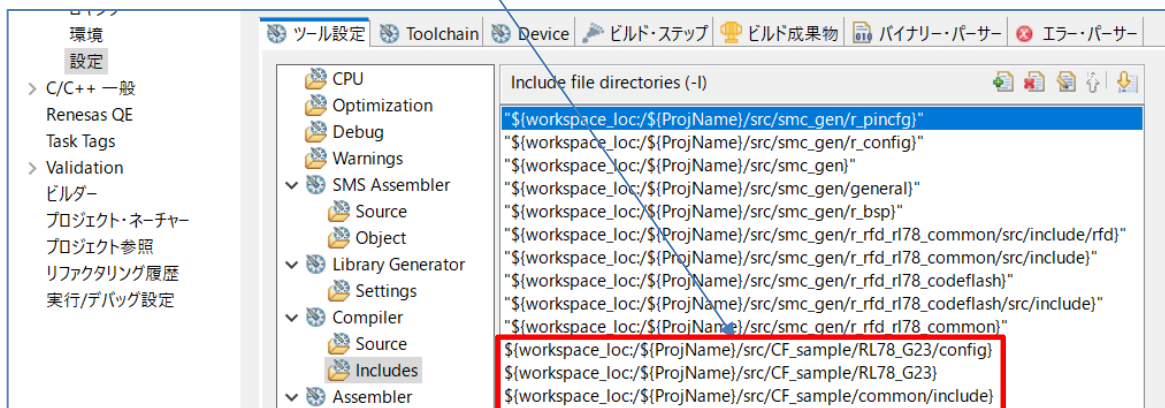 環境
設定
C/C++ 一般
Renesas QE
Task Tags
Validation
ビルダー
プロジェクト・ネーチャー
プロジェクト参照
リファクタリング履歴
実行/デバッグ設定
ツール設定 Toolchain Device ビルド・ステップ ビルド成果物 バイナリー・パーサー エラー・パーサー
CPU
Optimization
Debug
Warnings
SMS Assembler
Source
Object
Library Generator
Settings
Compiler
Source
Includes
Assembler
Include file directories (-I)
"${workspace_loc:/${ProjName}/src/smc_gen/r_pincfg}"
"${workspace_loc:/${ProjName}/src/smc_gen/r_config}"
"${workspace_loc:/${ProjName}/src/smc_gen}"
"${workspace_loc:/${ProjName}/src/smc_gen/general}"
"${workspace_loc:/${ProjName}/src/smc_gen/r_bsp}"
"${workspace_loc:/${ProjName}/src/smc_gen/r_rfd_rl78_common/src/include/rfd}"
"${workspace_loc:/${ProjName}/src/smc_gen/r_rfd_rl78_common/src/include}"
"${workspace_loc:/${ProjName}/src/smc_gen/r_rfd_rl78_codeflash}"
"${workspace_loc:/${ProjName}/src/smc_gen/r_rfd_rl78_codeflash/src/include}"
"${workspace_loc:/${ProjName}/src/smc_gen/r_rfd_rl78_common}"
${workspace_loc:/${ProjName}/src/CF_sample/RL78_G23/config}
${workspace_loc:/${ProjName}/src/CF_sample/RL78_G23}
${workspace_loc:/${ProjName}/src/CF_sample/common/include}